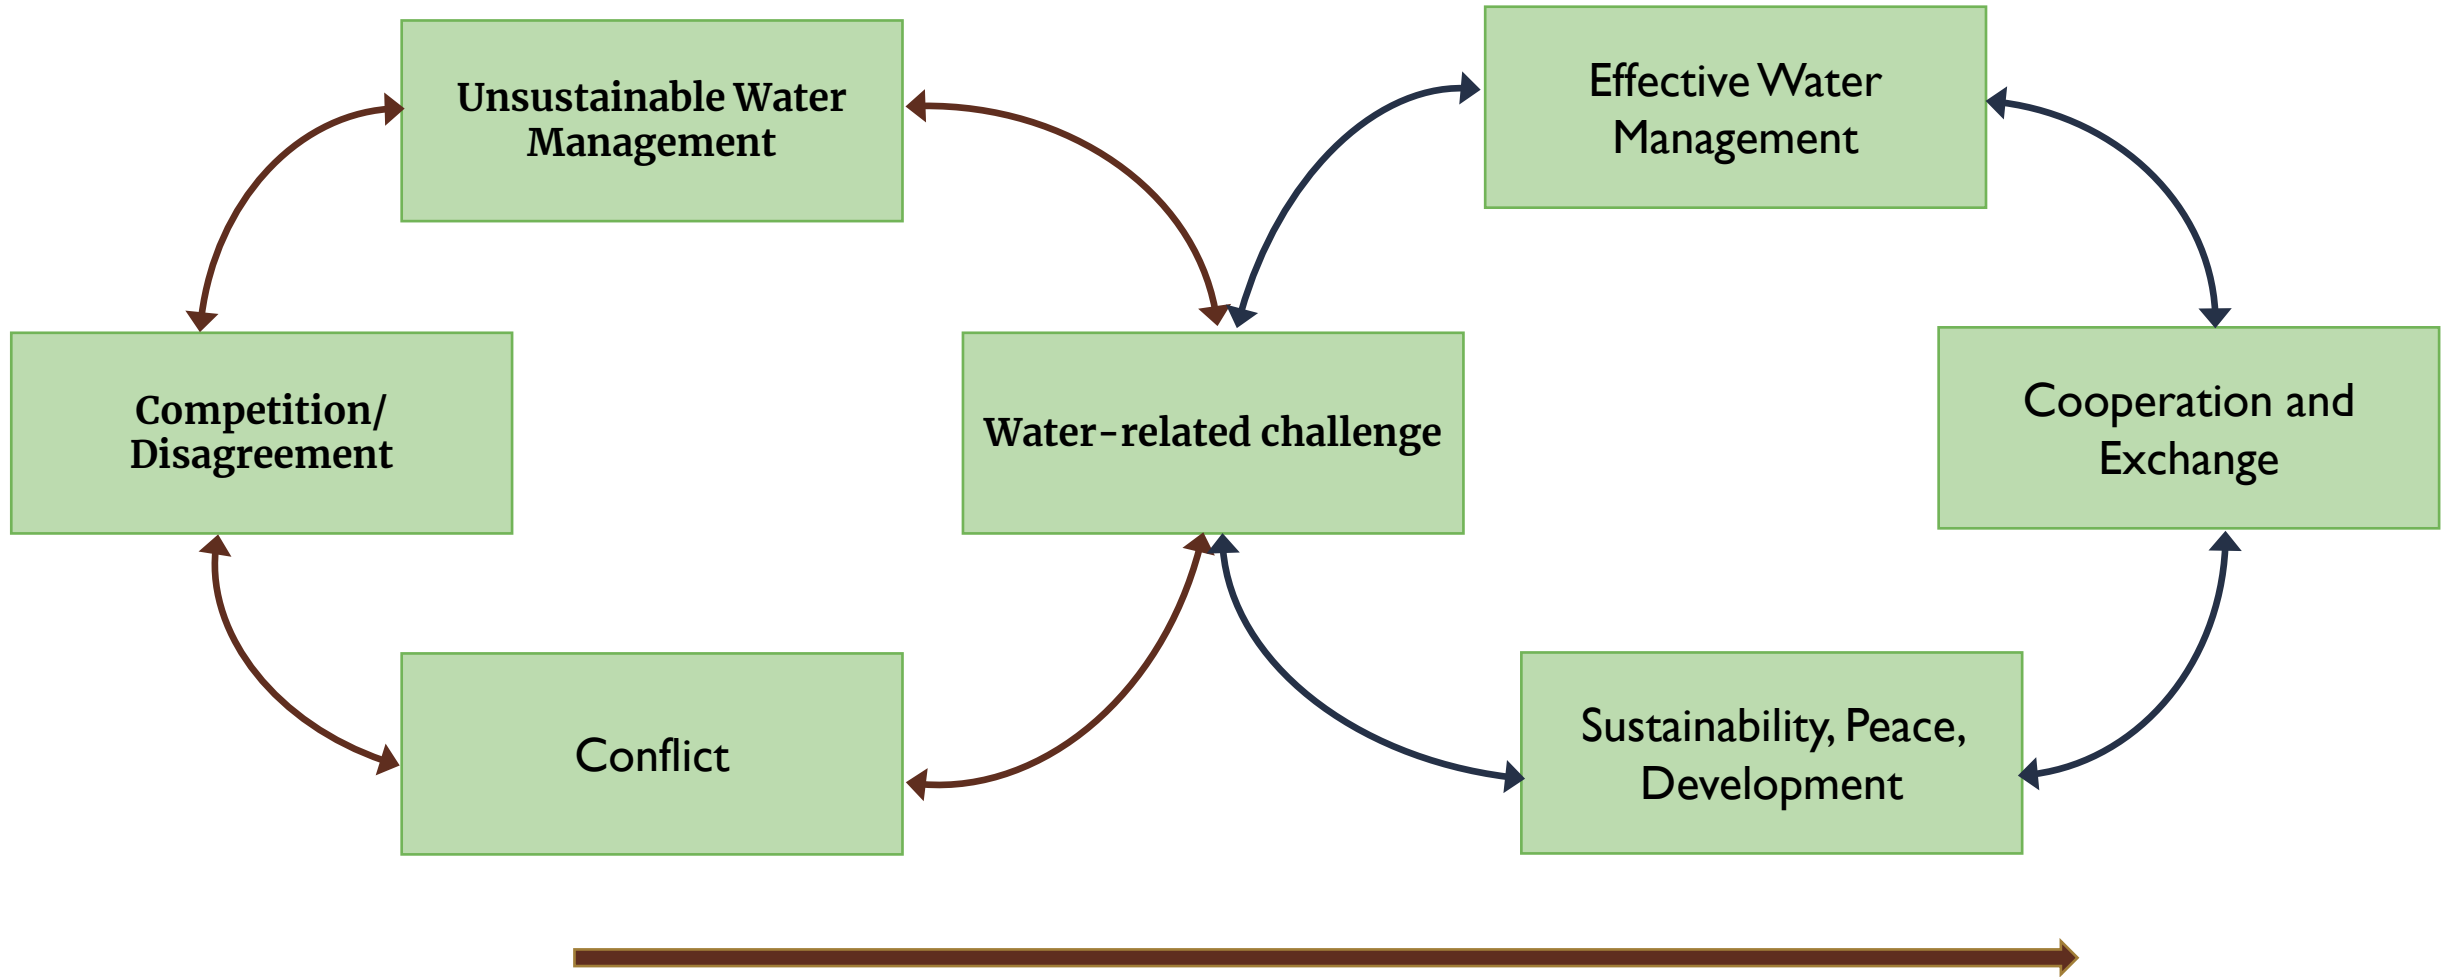 Unsustainable Water
Management
Effective Water
Management
Competition/
Disagreement
Water-related challenge
Cooperation and
Exchange
Conflict
Sustainability, Peace,
Development